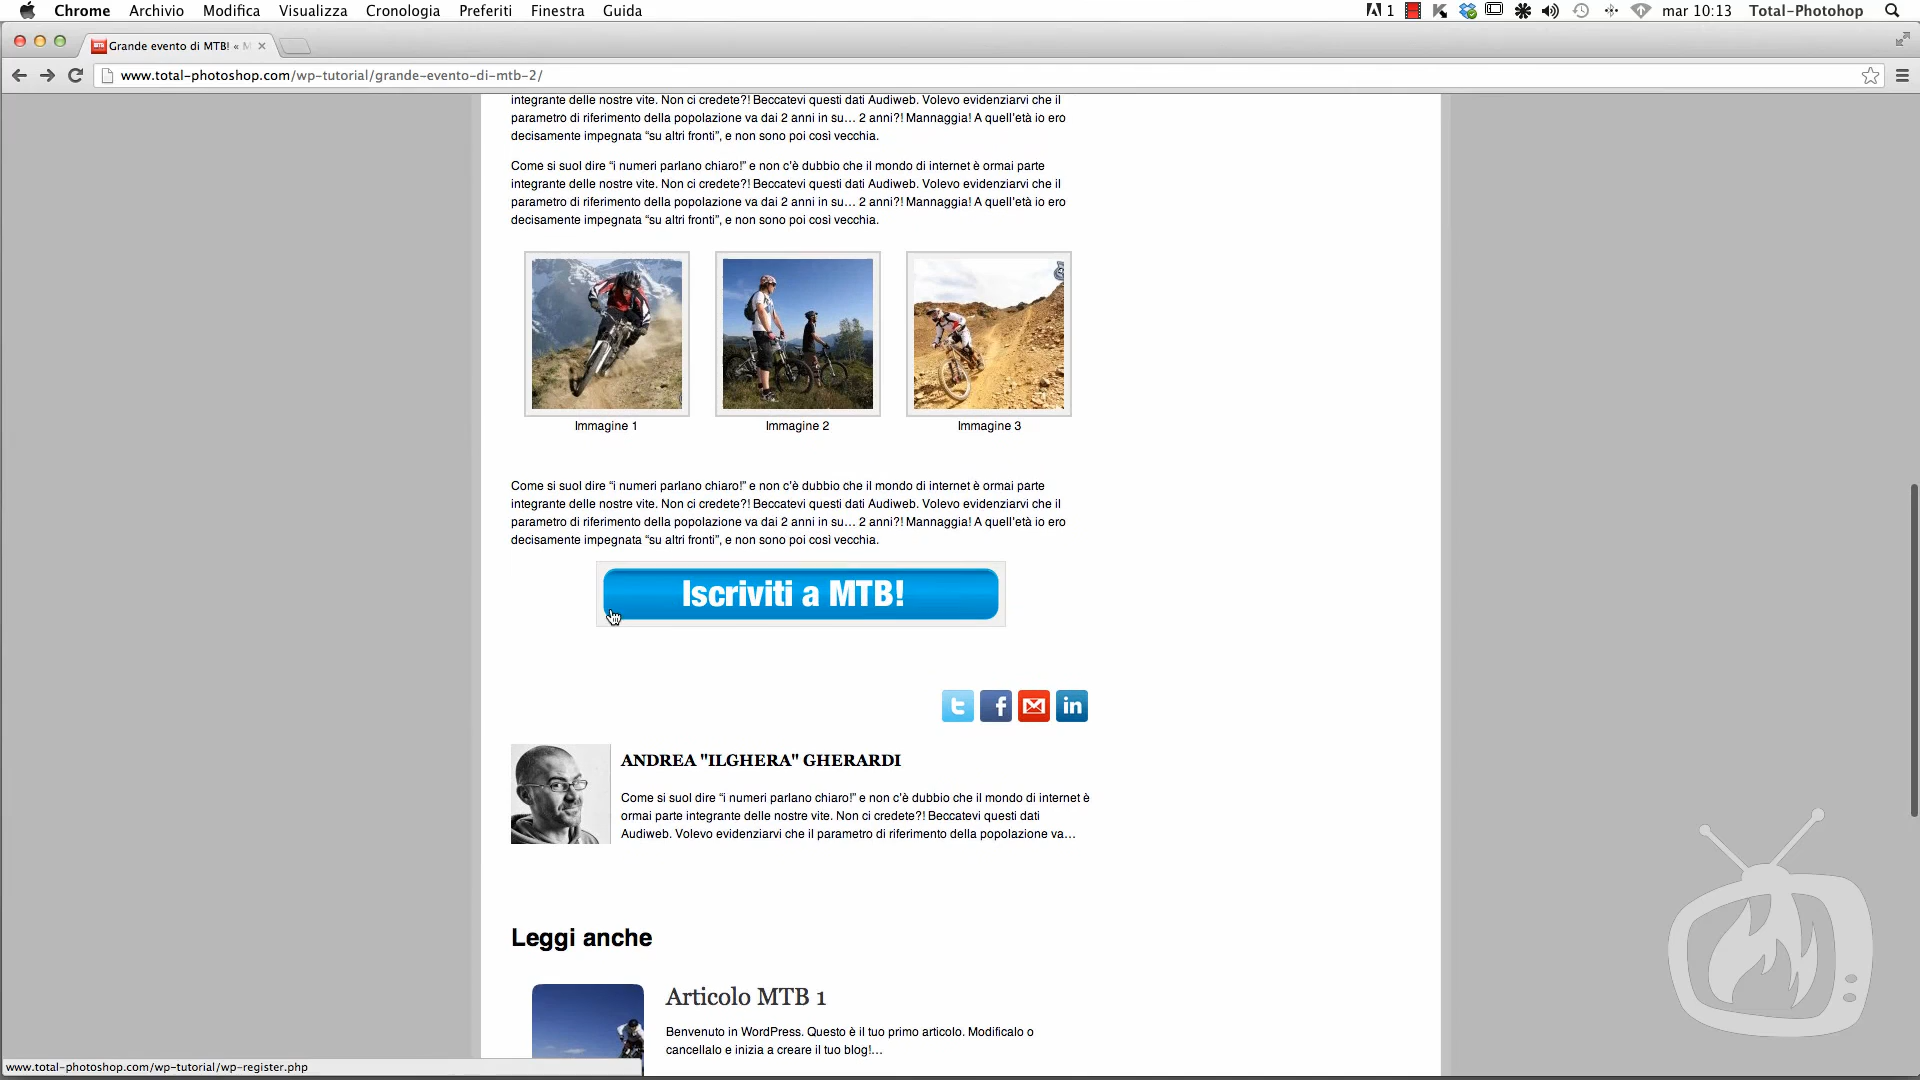 Chrome Archivio Modifica Visualizza Cronologia Preferiti Finestra Guida 1 mar 10:13 Total-Photohop
Grande evento di MTB! «
www.total-photoshop.com/wp-tutorial/grande-evento-di-mtb-2/
integrante delle nostre vite. Non ci credete?! Beccatevi questi dati Audiweb. Volevo evidenziarvi che il
parametro di riferimento della popolazione va dai 2 anni in su... 2 anni?! Mannaggia! A quell'età io ero
decisamente impegnata “su altri fronti”, e non sono poi così vecchia.
Come si suol dire “i numeri parlano chiaro!” e non c'è dubbio che il mondo di internet è ormai parte
integrante delle nostre vite. Non ci credete?! Beccatevi questi dati Audiweb. Volevo evidenziarvi che il
parametro di riferimento della popolazione va dai 2 anni in su... 2 anni?! Mannaggia! A quell'età io ero
decisamente impegnata “su altri fronti”, e non sono poi così vecchia.
Immagine 1 Immagine 2 Immagine 3
Come si suol dire “i numeri parlano chiaro!” e non c'è dubbio che il mondo di internet è ormai parte
integrante delle nostre vite. Non ci credete?! Beccatevi questi dati Audiweb. Volevo evidenziarvi che il
parametro di riferimento della popolazione va dai 2 anni in su... 2 anni?! Mannaggia! A quell'età io ero
decisamente impegnata “su altri fronti”, e non sono poi così vecchia.
Iscriviti a MTB!
ANDREA "ILGHERA" GHERARDI
Come si suol dire “i numeri parlano chiaro!” e non c'è dubbio che il mondo di internet è
ormai parte integrante delle nostre vite. Non ci credete?! Beccatevi questi dati
Audiweb. Volevo evidenziarvi che il parametro di riferimento della popolazione va...
Leggi anche
Articolo MTB 1
Benvenuto in WordPress. Questo è il tuo primo articolo. Modificalo o
cancellalo e inizia a creare il tuo blog!...
www.total-photoshop.com/wp-tutorial/wp-register.php